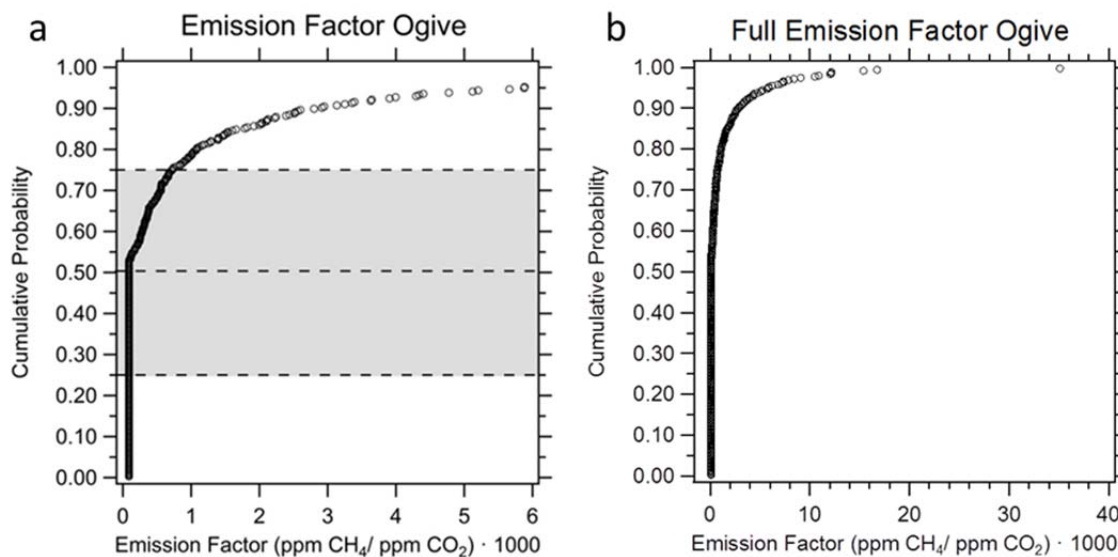 a
Emission Factor Ogive
1.00
0.90
0.80
0.70
0.60
0.50
0.40
0.30
0.20
0.10
0.00
Cumulative Probability
0 1 2 3 4 5 6
Emission Factor (ppm CH₄/ ppm CO₂) · 1000
b
Full Emission Factor Ogive
1.00
0.90
0.80
0.70
0.60
0.50
0.40
0.30
0.20
0.10
0.00
Cumulative Probability
0 10 20 30 40
Emission Factor (ppm CH₄/ ppm CO₂) · 1000